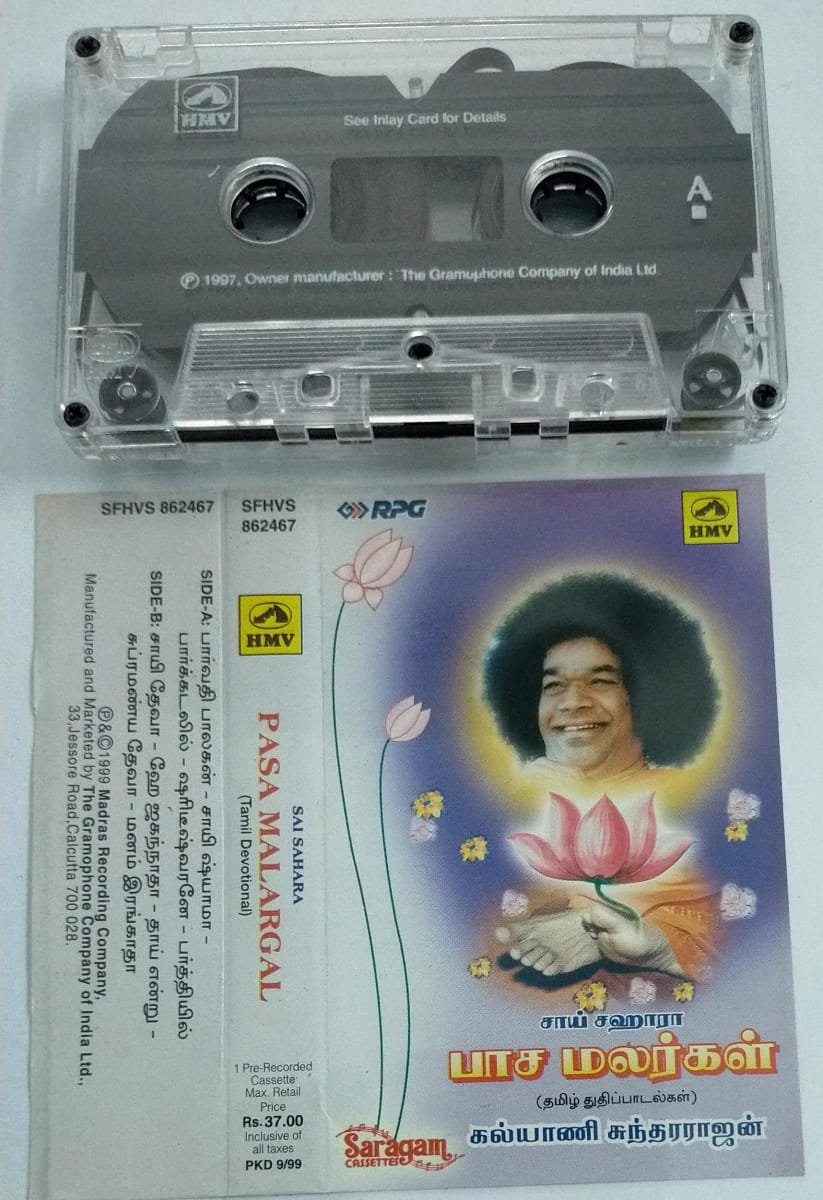 HMV
See Inlay Card for Details
A
Ⓟ 1997, Owner manufacturer : The Gramophone Company of India Ltd.
SFHVS 862467
SIDE-A: பார்வதி பாலகன் - சாயி ஷ்யாமா -
பார்க்கடலில் - ஷரிடீஷ்வரனே - பர்த்தியில்
SIDE-B: சாயி தேவா - ஹே ஜகந்நாதா - தாய் என்று -
சுப்ரமண்ய தேவா - மனம் இரங்காதா
Ⓟ&©1999 Madras Recording Company,
Manufactured and Marketed by The Gramophone Company of India Ltd.,
33,Jessore Road,Calcutta 700 028.
SFHVS
862467
HMV
SAI SAHARA
PASA MALARGAL
(Tamil Devotional)
1 Pre-Recorded
Cassette
Max. Retail
Price
Rs.37.00
Inclusive of
all taxes
PKD 9/99
RPG
HMV
சாய் சஹாரா
பாச மலர்கள்
(தமிழ் துதிப்பாடல்கள்)
கல்யாணி சுந்தரராஜன்
Saragam
CASSETTES